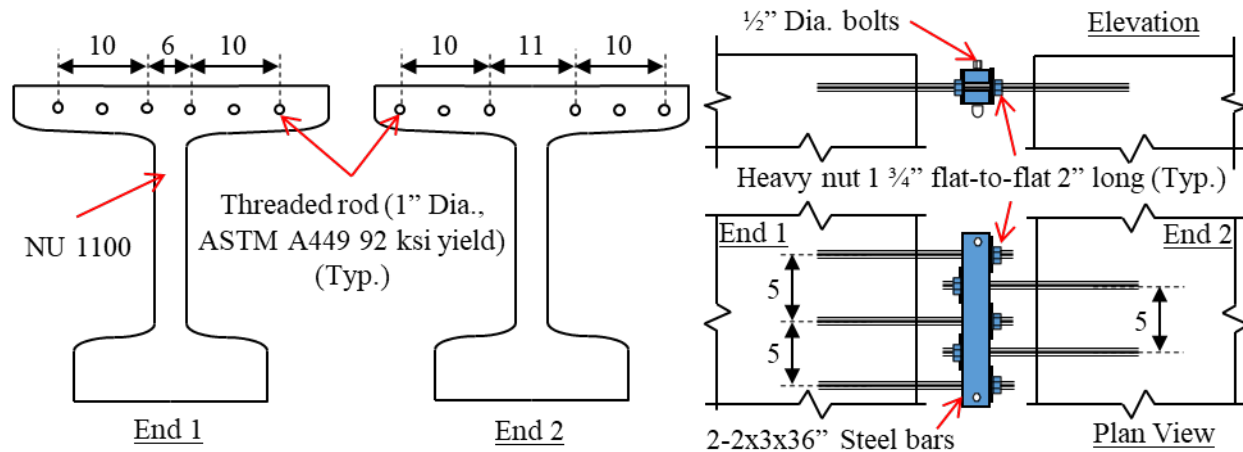 10 6 10
NU 1100
End 1
10 11 10
Threaded rod (1” Dia.,
ASTM A449 92 ksi yield)
(Typ.)
End 2
½” Dia. bolts
Elevation
Heavy nut 1 ¾” flat-to-flat 2” long (Typ.)
End 1
End 2
5
5
5
2-2x3x36” Steel bars
Plan View